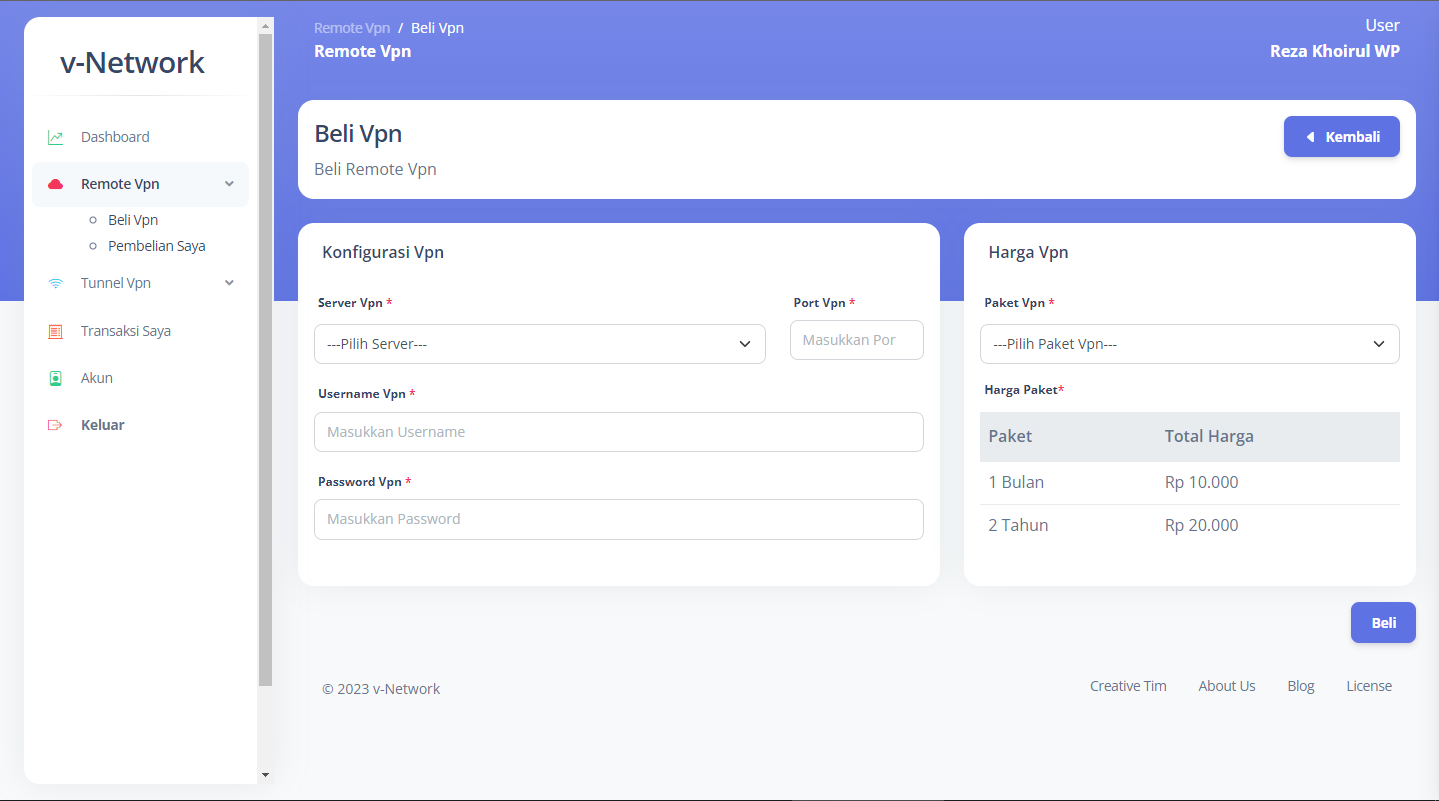 v-Network
Dashboard
Remote Vpn
Beli Vpn
Pembelian Saya
Tunnel Vpn
Transaksi Saya
Akun
Keluar
Remote Vpn / Beli Vpn
Remote Vpn
User
Reza Khoirul WP
Beli Vpn
Beli Remote Vpn
Kembali
Konfigurasi Vpn
Server Vpn * Port Vpn *
---Pilih Server--- Masukkan Por
Username Vpn *
Masukkan Username
Password Vpn *
Masukkan Password
Harga Vpn
Paket Vpn *
---Pilih Paket Vpn---
Harga Paket*
Paket Total Harga
1 Bulan Rp 10.000
2 Tahun Rp 20.000
Beli
© 2023 v-Network
Creative Tim About Us Blog License